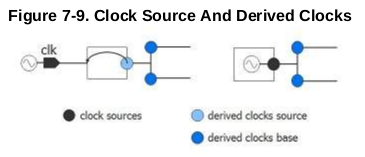 Figure 7-9. Clock Source And Derived Clocks
clk
clock sources
derived clocks source
derived clocks base